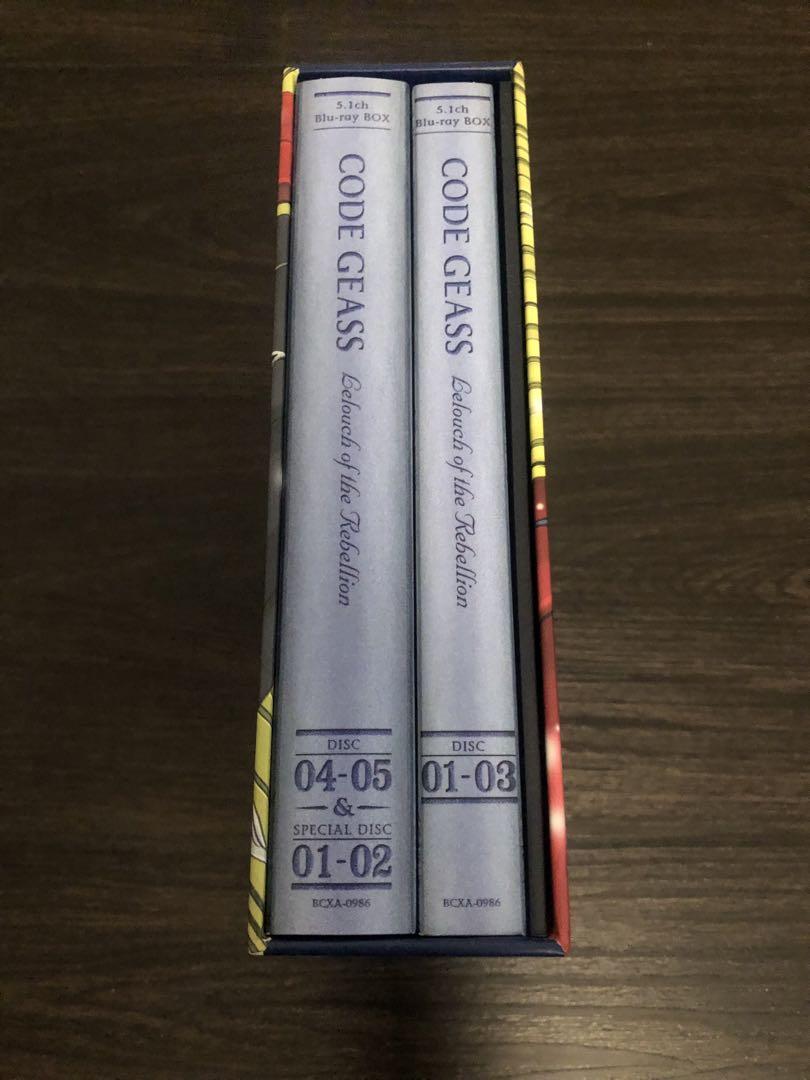 5.1ch
Blu-ray BOX
CODE GEASS Lelouch of the Rebellion
DISC
04-05
&
SPECIAL DISC
01-02
BCXA-0986
5.1ch
Blu-ray BOX
CODE GEASS Lelouch of the Rebellion
DISC
01-03
BCXA-0986